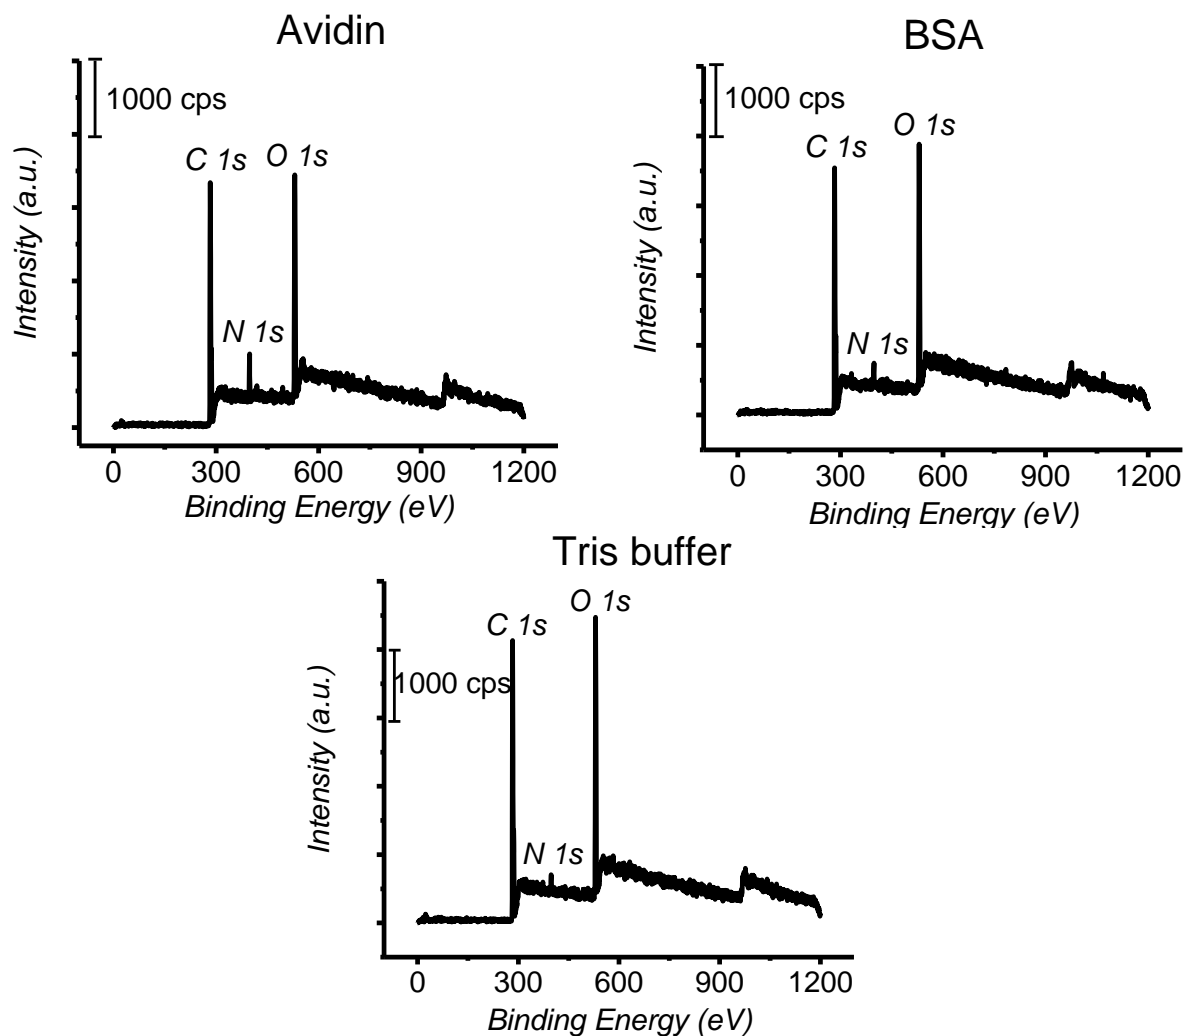 Avidin
1000 cps
C 1s
O 1s
N 1s
Intensity (a.u.)
0 300 600 900 1200
Binding Energy (eV)
BSA
1000 cps
C 1s
O 1s
N 1s
Intensity (a.u.)
0 300 600 900 1200
Binding Energy (eV)
Tris buffer
C 1s
O 1s
1000 cps
N 1s
Intensity (a.u.)
0 300 600 900 1200
Binding Energy (eV)